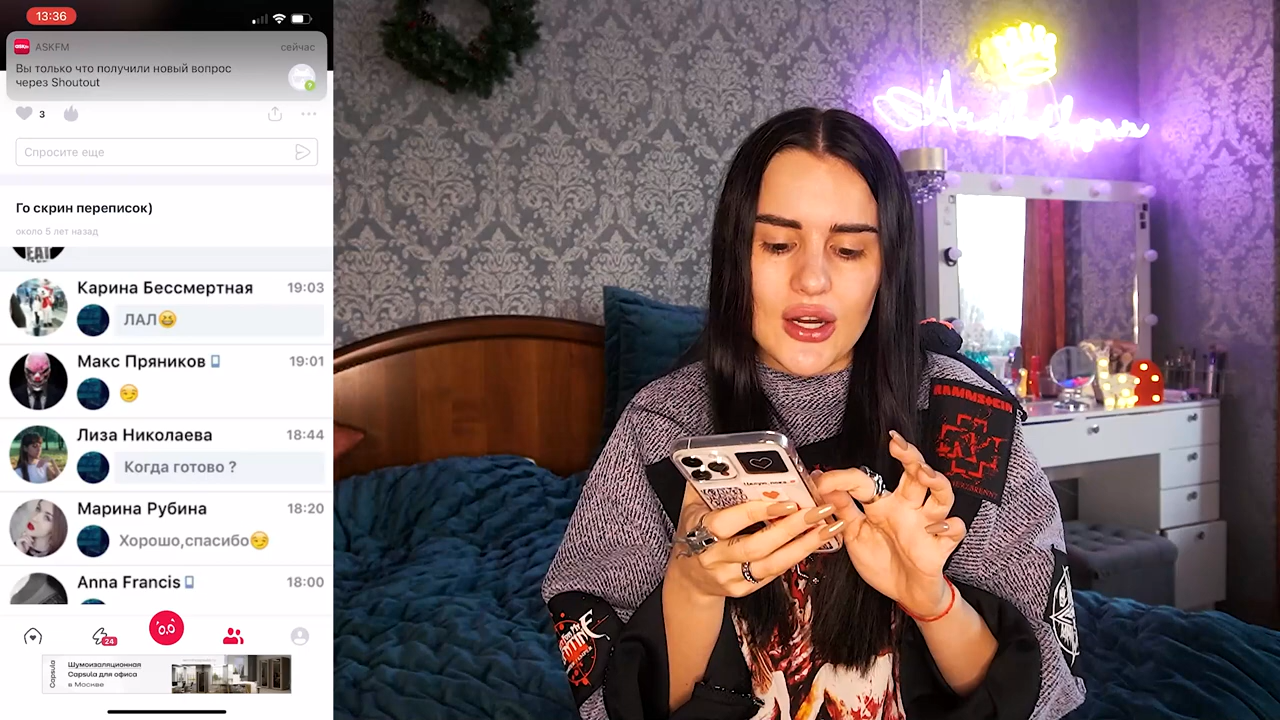 13:36
ASKFM
сейчас
Вы только что получили новый вопрос
через Shoutout
3
Спросите еще
Го скрин переписок)
около 5 лет назад
EAT
Карина Бессмертная 19:03
ЛАЛ😀
Макс Пряников 19:01
😏
Лиза Николаева 18:44
Когда готово ?
Марина Рубина 18:20
Хорошо,спасибо😏
Anna Francis 18:00
24
Capsula
Шумоизоляционная
Capsula для офиса
в Москве
RAMMSTEIN